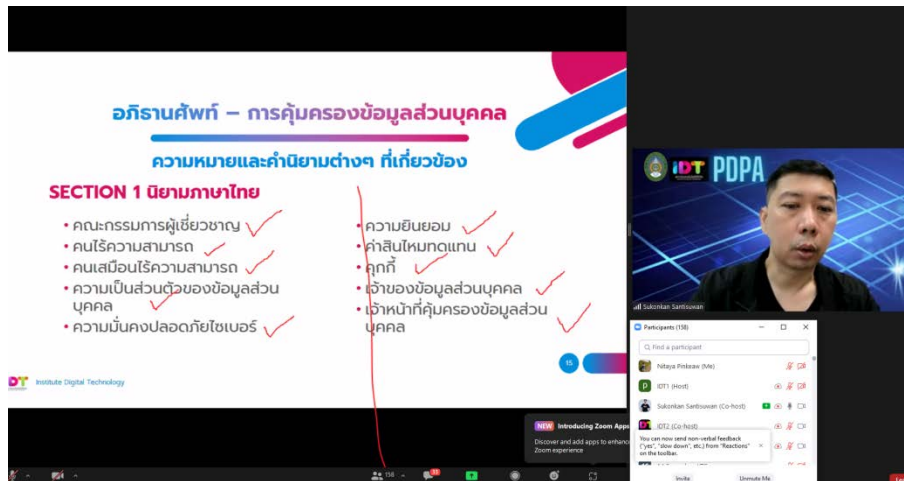 อภิธานศัพท์ – การคุ้มครองข้อมูลส่วนบุคคล
ความหมายและคำนิยามต่างๆ ที่เกี่ยวข้อง
SECTION 1 นิยามภาษาไทย
• คณะกรรมการผู้เชี่ยวชาญ
• คนไร้ความสามารถ
• คนเสมือนไร้ความสามารถ
• ความเป็นส่วนตัวของข้อมูลส่วน
บุคคล
• ความมั่นคงปลอดภัยไซเบอร์
• ความยินยอม
• ค่าสินไหมทดแทน
• คุกกี้
• เจ้าของข้อมูลส่วนบุคคล
• เจ้าหน้าที่คุ้มครองข้อมูลส่วน
บุคคล
15
IDT Institute Digital Technology
NEW Introducing Zoom Apps
Discover and add apps to enhance
Zoom experience
158
33
IDT PDPA
Sukonkan Santisuwan
Participants (158)
Find a participant
Nitaya Pinkaaw (Me)
P IDT1 (Host)
Sukonkan Santisuwan (Co-host)
IDT2 (Co-host)
You can now send non-verbal feedback
("yes", "slow down", etc.) from "Reactions"
on the toolbar.
Invite
Unmute Me